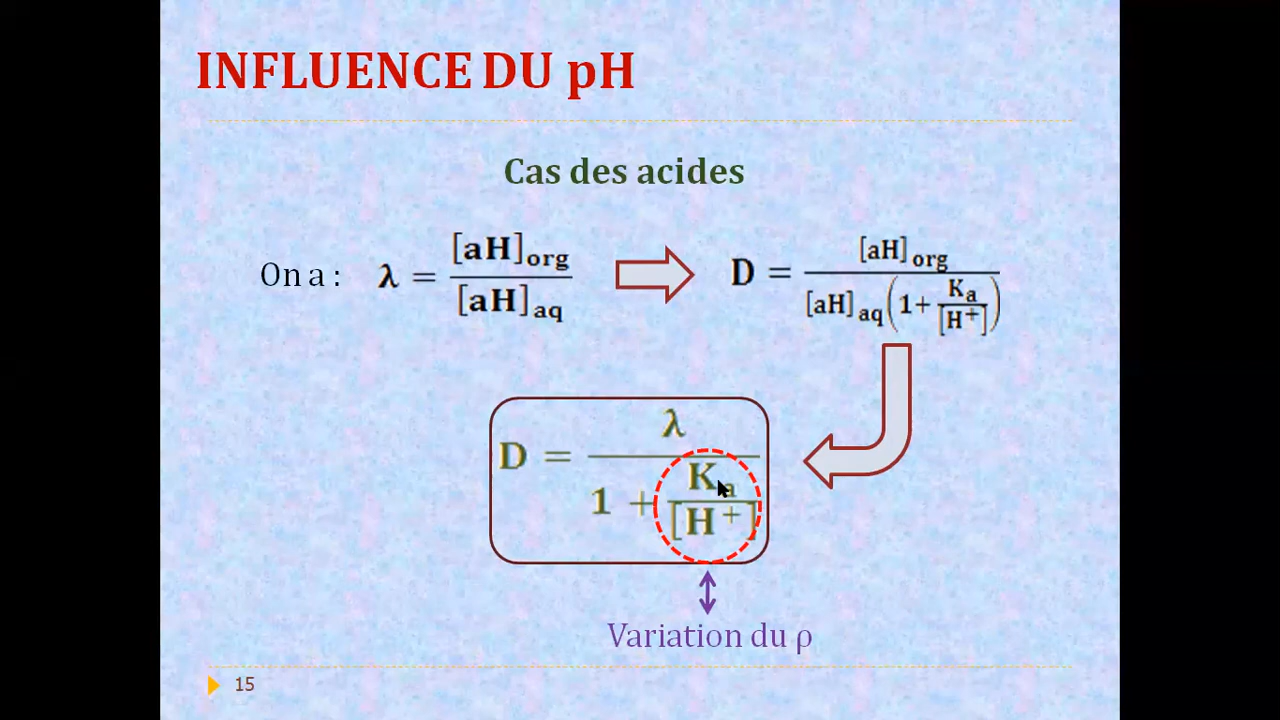 INFLUENCE DU pH
Cas des acides
On a : λ = [aH]org / [aH]aq
D = [aH]org / [aH]aq(1+ Ka / [H+])
D = λ / 1 + Ka / [H+]
Variation du ρ
15